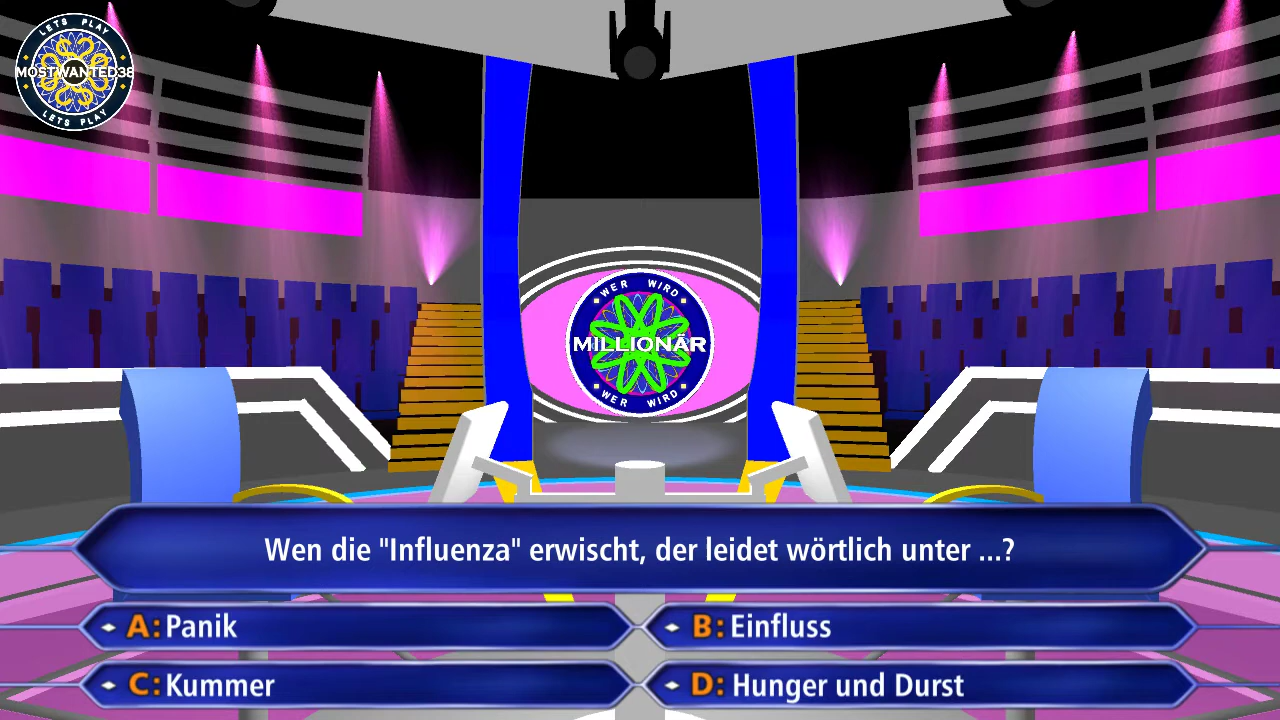 LETS PLAY
MOSTWANTED38
LETS PLAY
WER WIRD
MILLIONÄR
WER WIRD
Wen die "Influenza" erwischt, der leidet wörtlich unter ...?
A: Panik
B: Einfluss
C: Kummer
D: Hunger und Durst